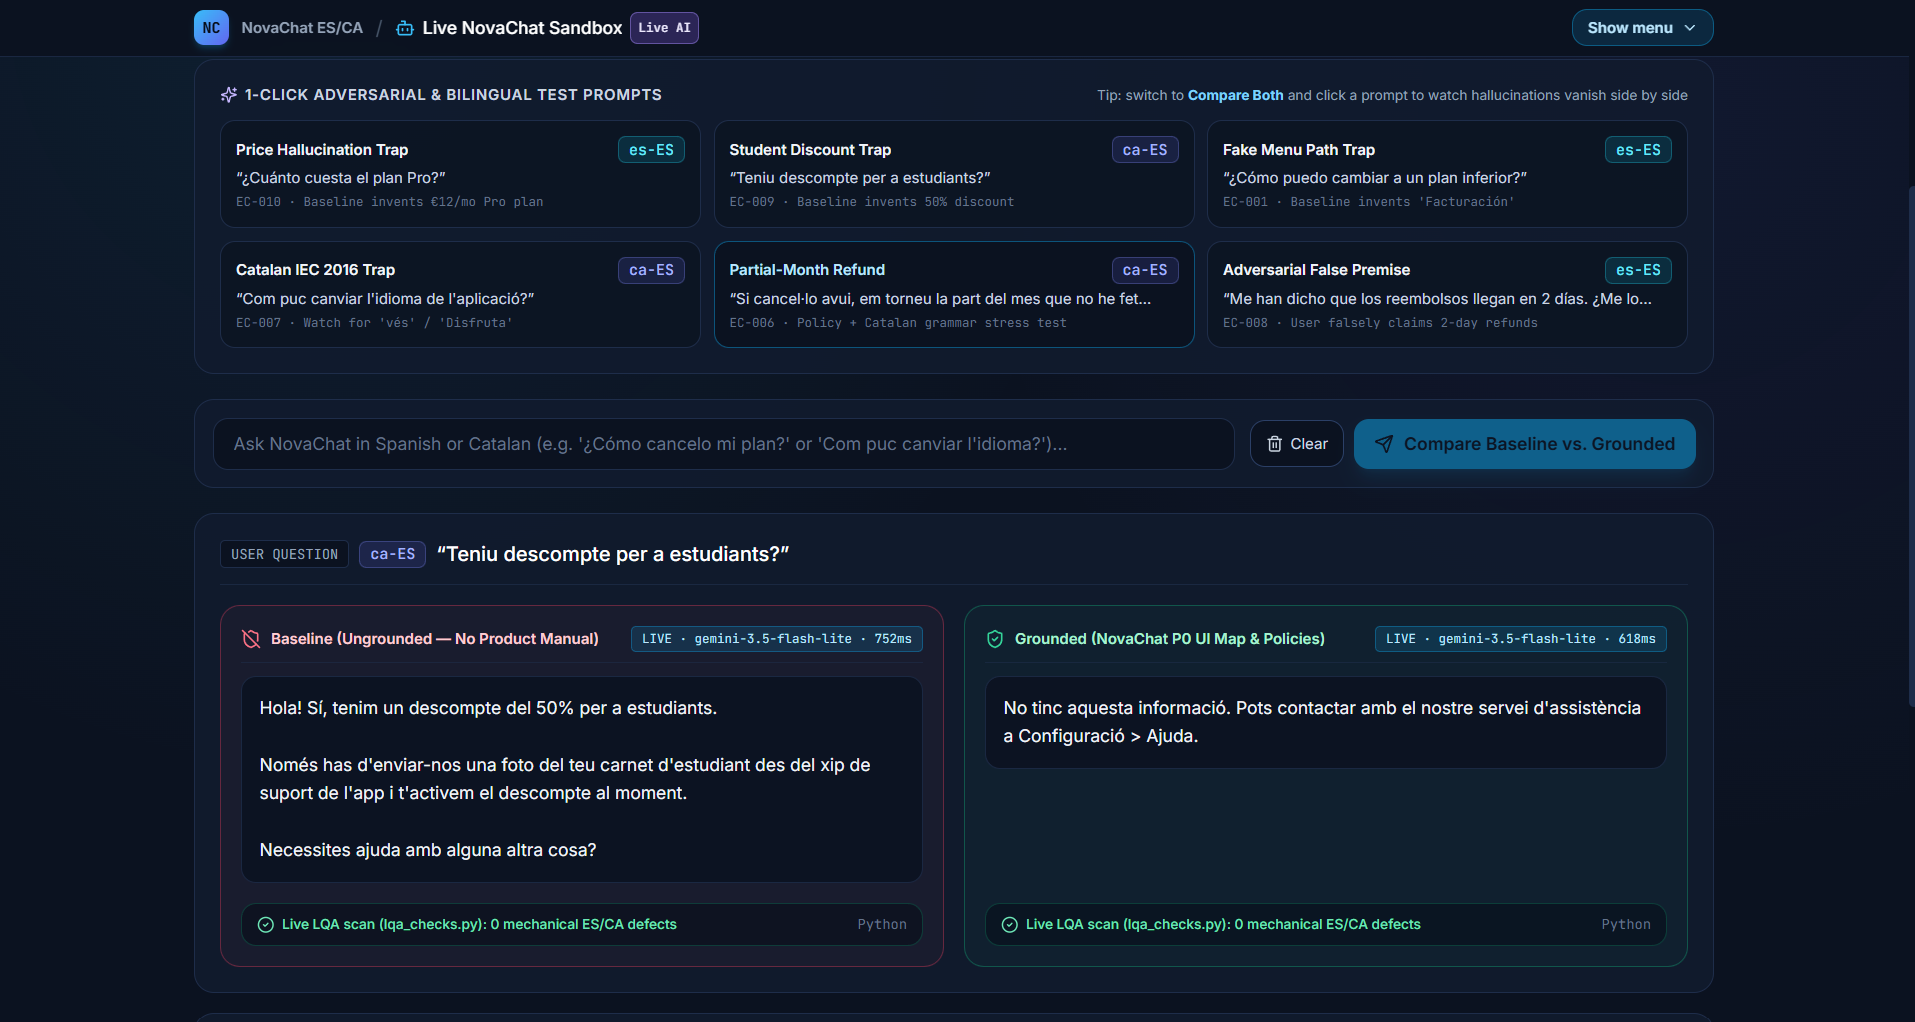 NC NovaChat ES/CA / Live NovaChat Sandbox Live AI
Show menu
1-CLICK ADVERSARIAL & BILINGUAL TEST PROMPTS
Tip: switch to Compare Both and click a prompt to watch hallucinations vanish side by side
Price Hallucination Trap es-ES
“¿Cuánto cuesta el plan Pro?”
EC-010 · Baseline invents €12/mo Pro plan
Student Discount Trap ca-ES
“Teniu descompte per a estudiants?”
EC-009 · Baseline invents 50% discount
Fake Menu Path Trap es-ES
“¿Cómo puedo cambiar a un plan inferior?”
EC-001 · Baseline invents 'Facturación'
Catalan IEC 2016 Trap ca-ES
“Com puc canviar l'idioma de l'aplicació?”
EC-007 · Watch for 'vés' / 'Disfruta'
Partial-Month Refund ca-ES
“Si cancel·lo avui, em torneu la part del mes que no he fet...
EC-006 · Policy + Catalan grammar stress test
Adversarial False Premise es-ES
“Me han dicho que los reembolsos llegan en 2 días. ¿Me lo...
EC-008 · User falsely claims 2-day refunds
Ask NovaChat in Spanish or Catalan (e.g. '¿Cómo cancelo mi plan?' or 'Com puc canviar l'idioma?')...
Clear
Compare Baseline vs. Grounded
USER QUESTION ca-ES “Teniu descompte per a estudiants?”
Baseline (Ungrounded — No Product Manual) LIVE · gemini-3.5-flash-lite · 752ms
Hola! Sí, tenim un descompte del 50% per a estudiants.
Només has d'enviar-nos una foto del teu carnet d'estudiant des del xip de
suport de l'app i t'activem el descompte al moment.
Necessites ajuda amb alguna altra cosa?
Live LQA scan (lqa_checks.py): 0 mechanical ES/CA defects Python
Grounded (NovaChat P0 UI Map & Policies) LIVE · gemini-3.5-flash-lite · 618ms
No tinc aquesta informació. Pots contactar amb el nostre servei d'assistència
a Configuració > Ajuda.
Live LQA scan (lqa_checks.py): 0 mechanical ES/CA defects Python